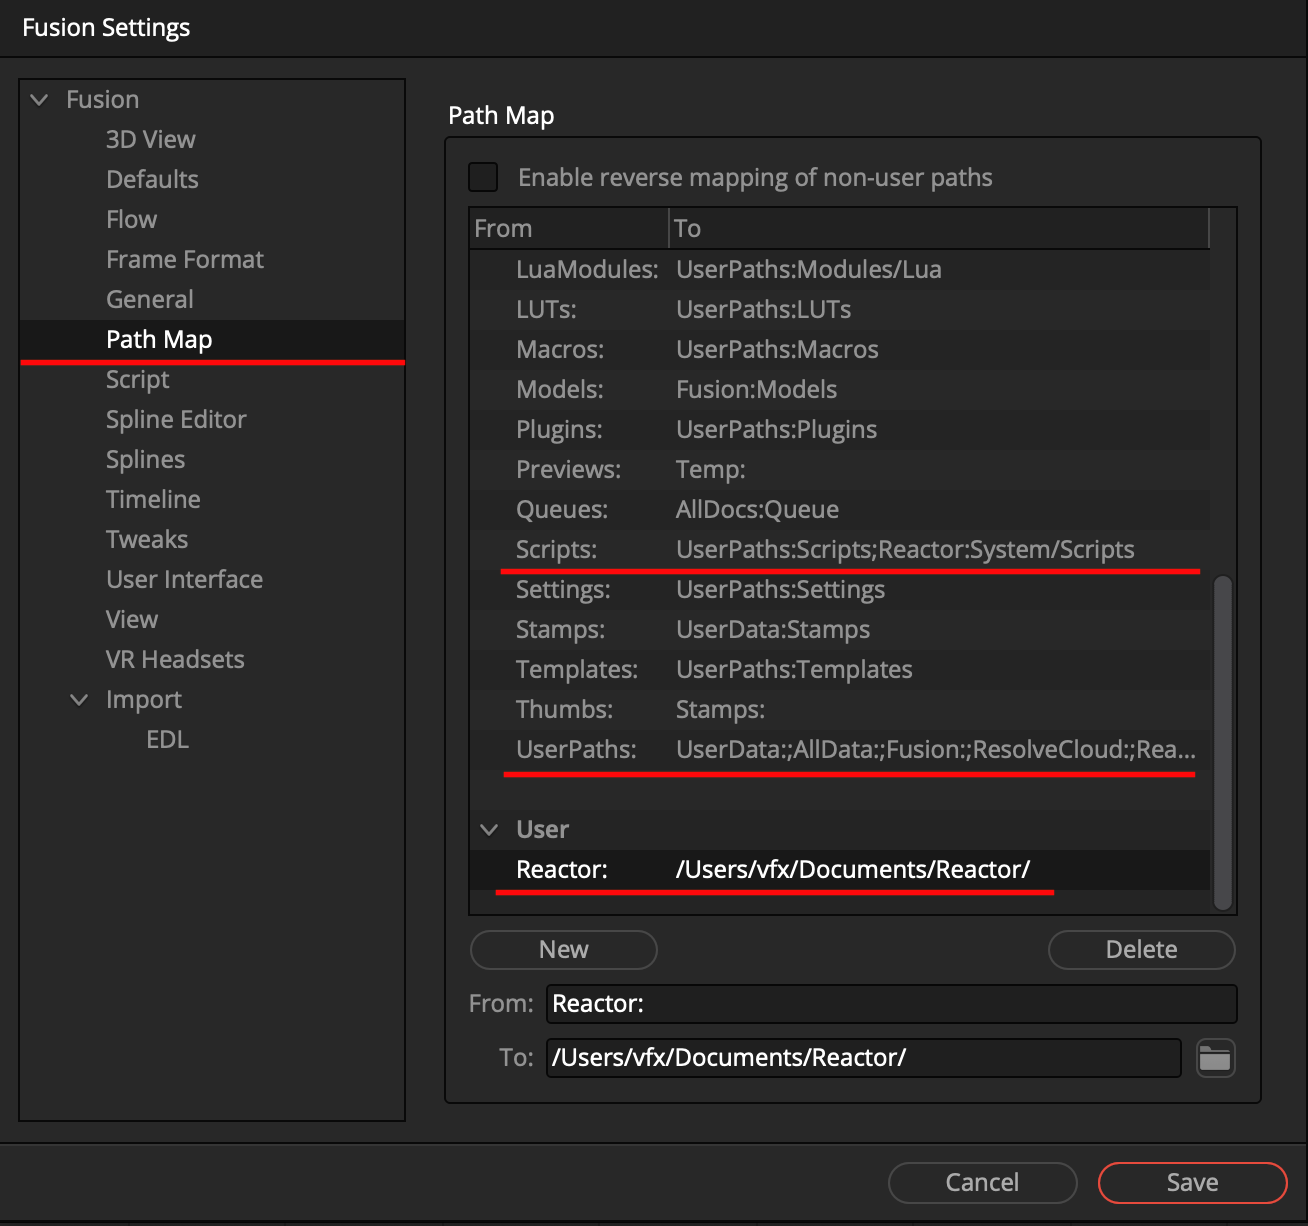 Fusion Settings
Fusion
3D View
Defaults
Flow
Frame Format
General
Path Map
Script
Spline Editor
Splines
Timeline
Tweaks
User Interface
View
VR Headsets
Import
EDL
Path Map
Enable reverse mapping of non-user paths
From To
LuaModules: UserPaths:Modules/Lua
LUTs: UserPaths:LUTs
Macros: UserPaths:Macros
Models: Fusion:Models
Plugins: UserPaths:Plugins
Previews: Temp:
Queues: AllDocs:Queue
Scripts: UserPaths:Scripts;Reactor:System/Scripts
Settings: UserPaths:Settings
Stamps: UserData:Stamps
Templates: UserPaths:Templates
Thumbs: Stamps:
UserPaths: UserData:;AllData:;Fusion:;ResolveCloud:;Rea...
User
Reactor: /Users/vfx/Documents/Reactor/
New Delete
From: Reactor:
To: /Users/vfx/Documents/Reactor/
Cancel Save